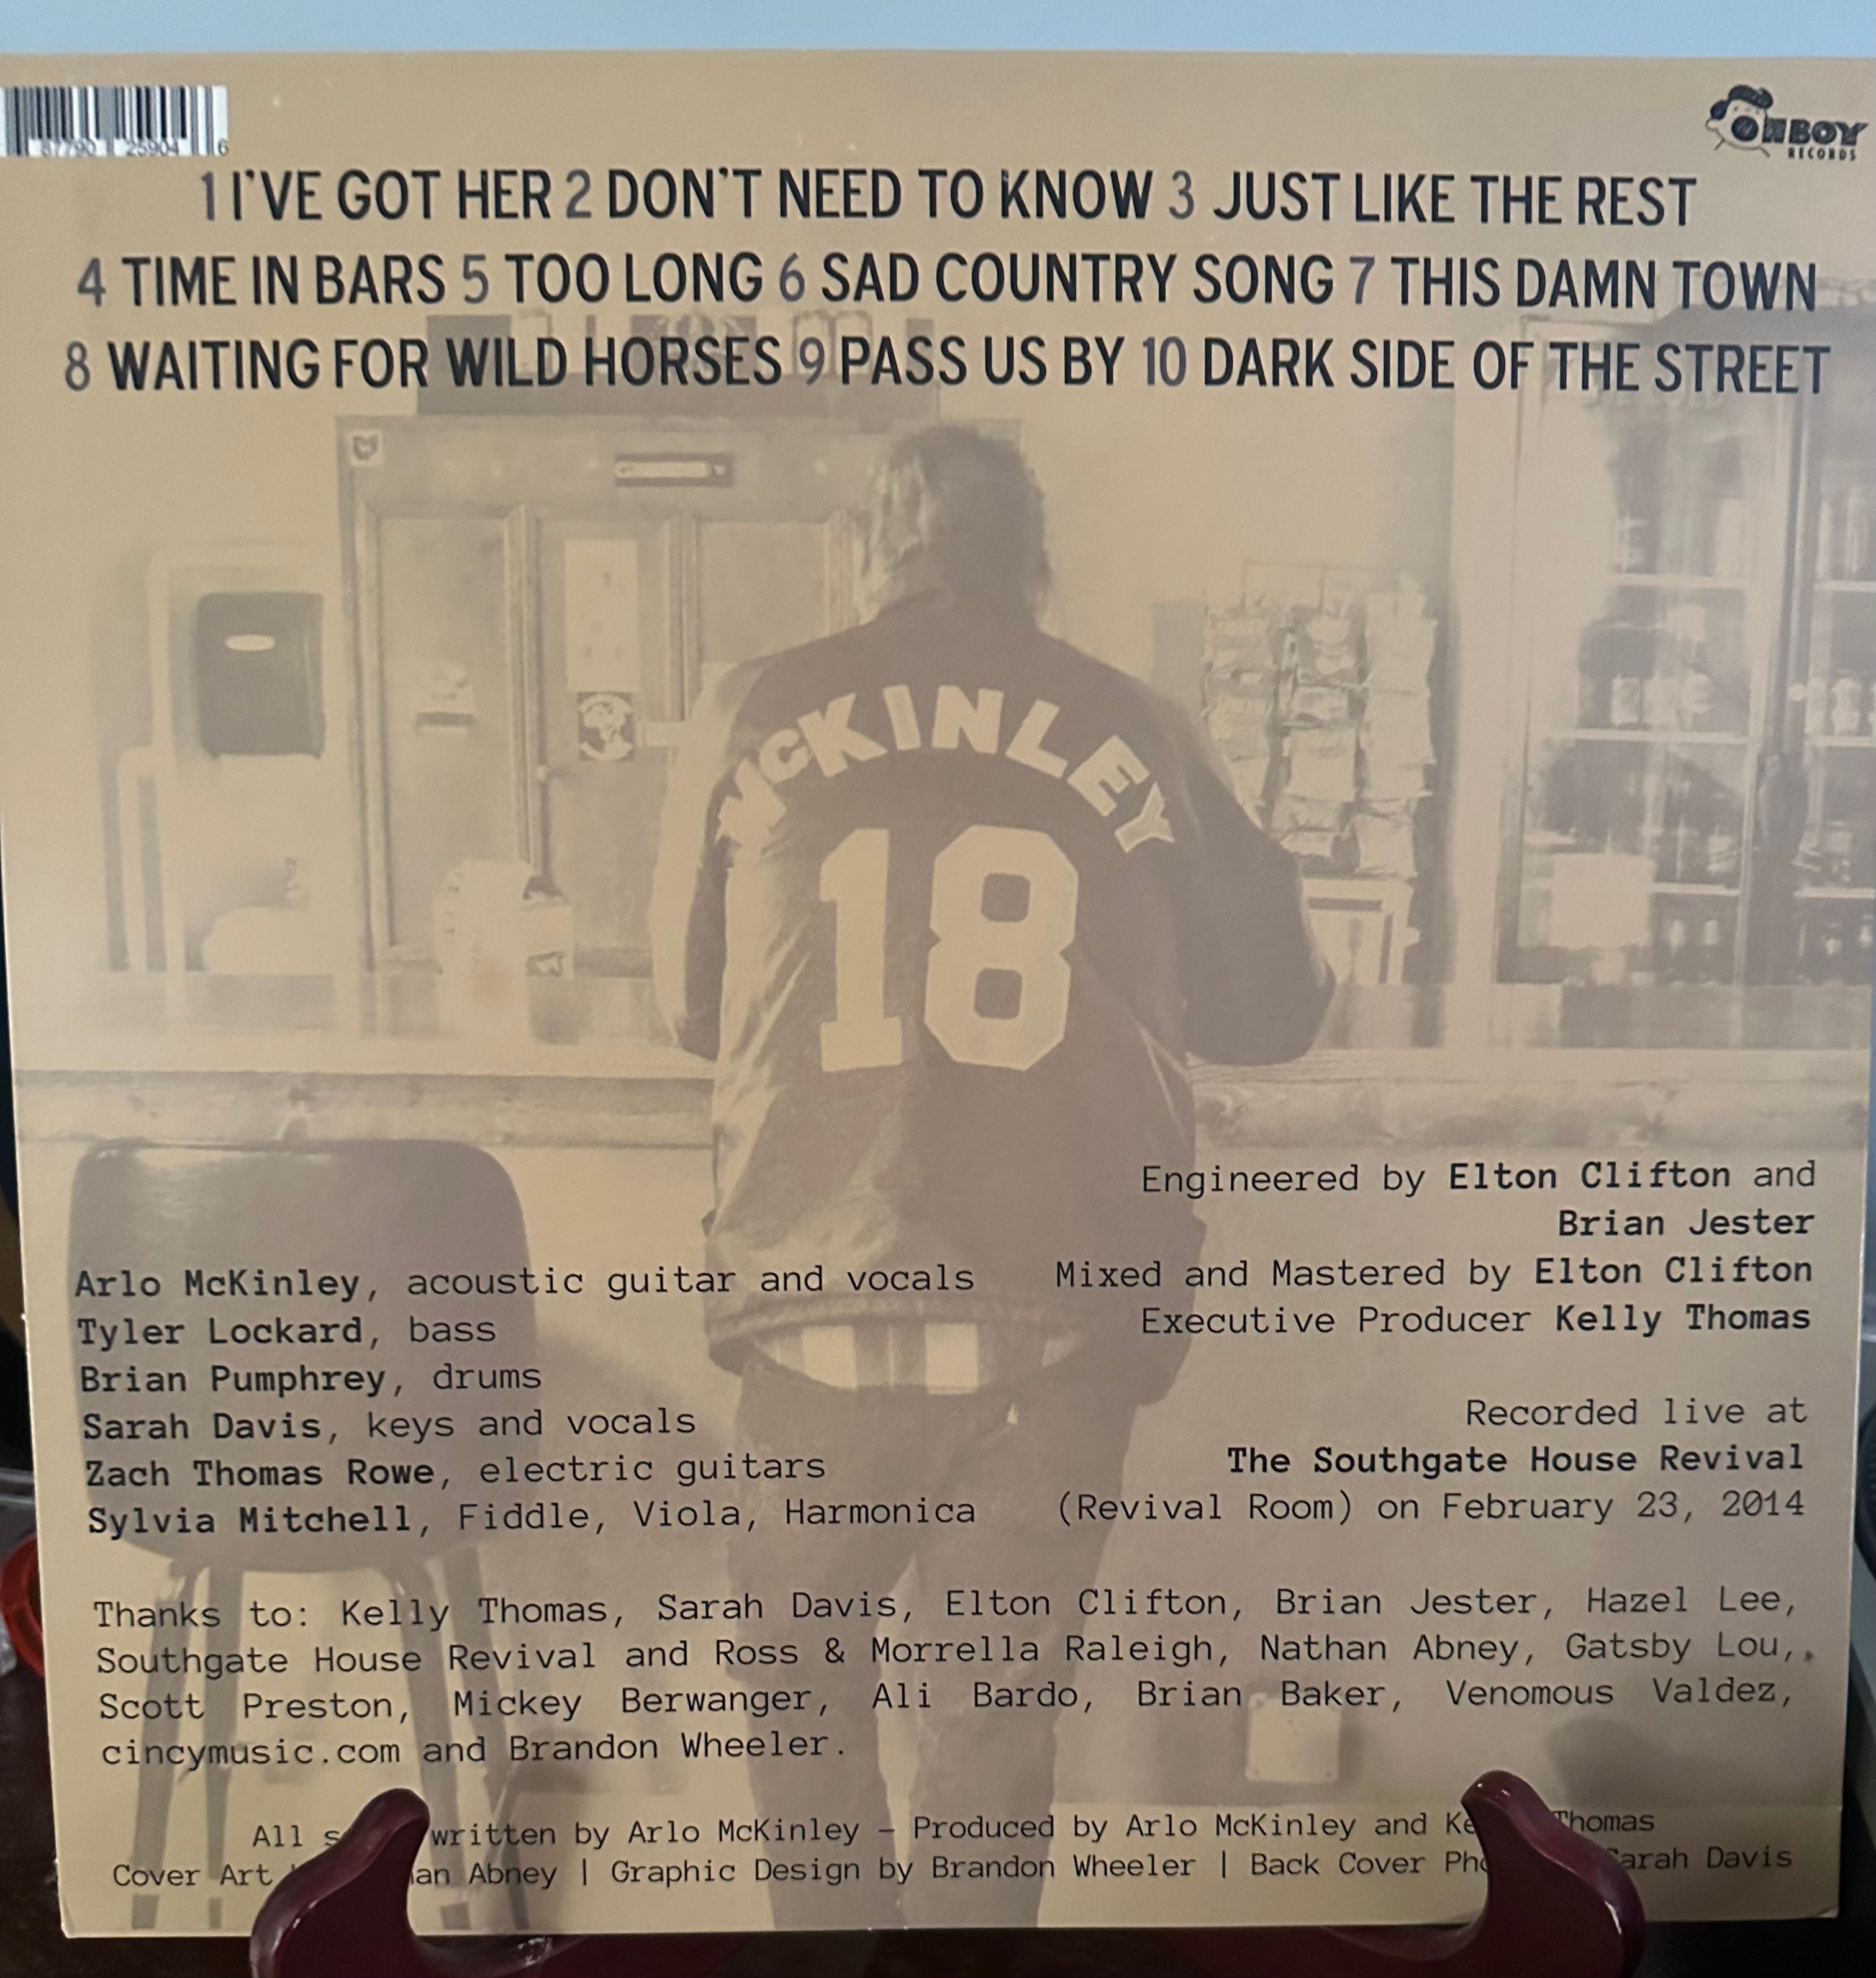 87790 25904 6
OH BOY
RECORDS
1 I'VE GOT HER 2 DON'T NEED TO KNOW 3 JUST LIKE THE REST
4 TIME IN BARS 5 TOO LONG 6 SAD COUNTRY SONG 7 THIS DAMN TOWN
8 WAITING FOR WILD HORSES 9 PASS US BY 10 DARK SIDE OF THE STREET
McKINLEY
18
Engineered by Elton Clifton and
Brian Jester
Mixed and Mastered by Elton Clifton
Executive Producer Kelly Thomas
Recorded live at
The Southgate House Revival
(Revival Room) on February 23, 2014
Arlo McKinley, acoustic guitar and vocals
Tyler Lockard, bass
Brian Pumphrey, drums
Sarah Davis, keys and vocals
Zach Thomas Rowe, electric guitars
Sylvia Mitchell, Fiddle, Viola, Harmonica
Thanks to: Kelly Thomas, Sarah Davis, Elton Clifton, Brian Jester, Hazel Lee,
Southgate House Revival and Ross & Morrella Raleigh, Nathan Abney, Gatsby Lou,
Scott Preston, Mickey Berwanger, Ali Bardo, Brian Baker, Venomous Valdez,
cincymusic.com and Brandon Wheeler.
All written by Arlo McKinley – Produced by Arlo McKinley and Thomas
Cover Art Abney | Graphic Design by Brandon Wheeler | Back Cover Sarah Davis